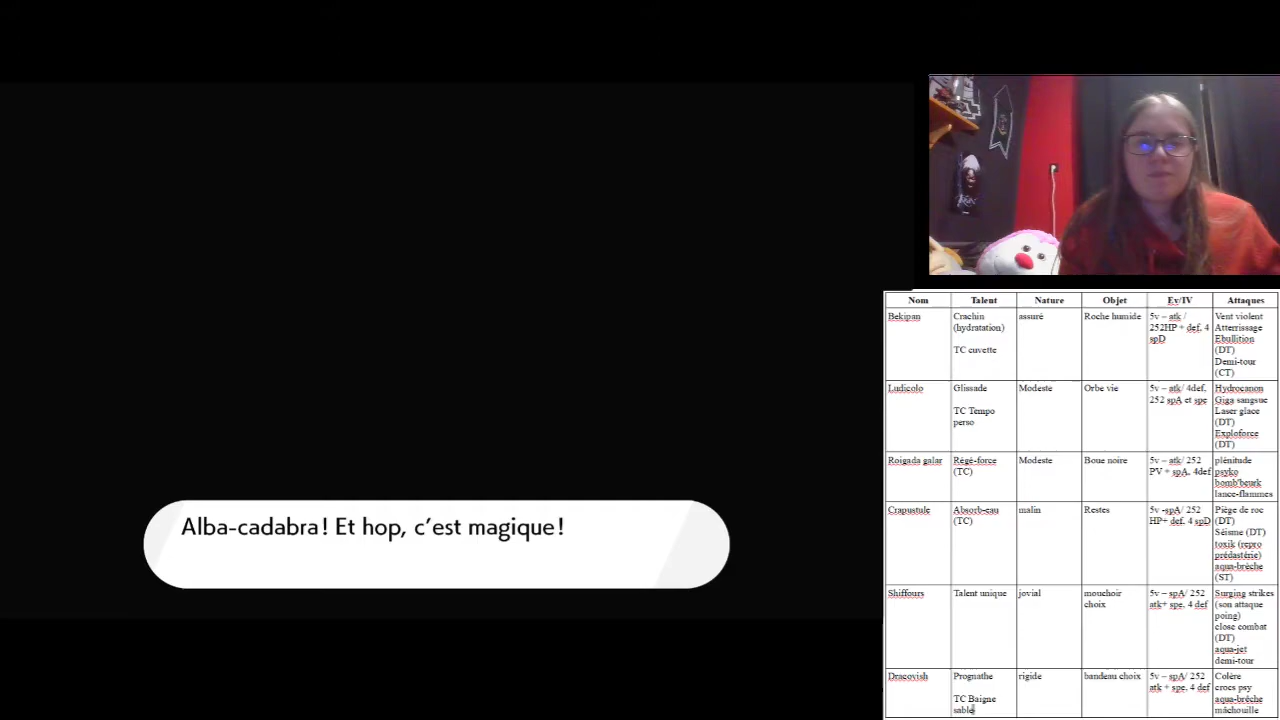 Alba-cadabra! Et hop, c'est magique!
Nom Talent Nature Objet Ev/IV Attaques
Bekipan
Crachin
(hydratation)
TC cuvette
assuré
Roche humide
5v – atk /
252HP + def, 4
spD
Vent violent
Atterrissage
Ebullition
(DT)
Demi-tour
(CT)
Ludicolo
Glissade
TC Tempo
perso
Modeste
Orbe vie
5v – atk/ 4def,
252 spA et spe
Hydrocanon
Giga sangsue
Laser glace
(DT)
Exploforce
(DT)
Roigada galar
Régé-force
(TC)
Modeste
Boue noire
5v – atk/ 252
PV + spA, 4def
plénitude
psyko
bomb'beurk
lance-flammes
Crapustule
Absorb-eau
(TC)
malin
Restes
5v -spA/ 252
HP+ def, 4 spD
Piège de roc
(DT)
Séisme (DT)
toxik (repro
prédastérie)
aqua-brèche
(ST)
Shiffours
Talent unique
jovial
mouchoir
choix
5v – spA/ 252
atk+ spe, 4 def
Surging strikes
(son attaque
poing)
close combat
(DT)
aqua-jet
demi-tour
Dracovish
Prognathe
TC Baigne
sable
rigide
bandeau choix
5v – spA/ 252
atk + spe, 4 def
Colère
crocs psy
aqua-brèche
mâchouille